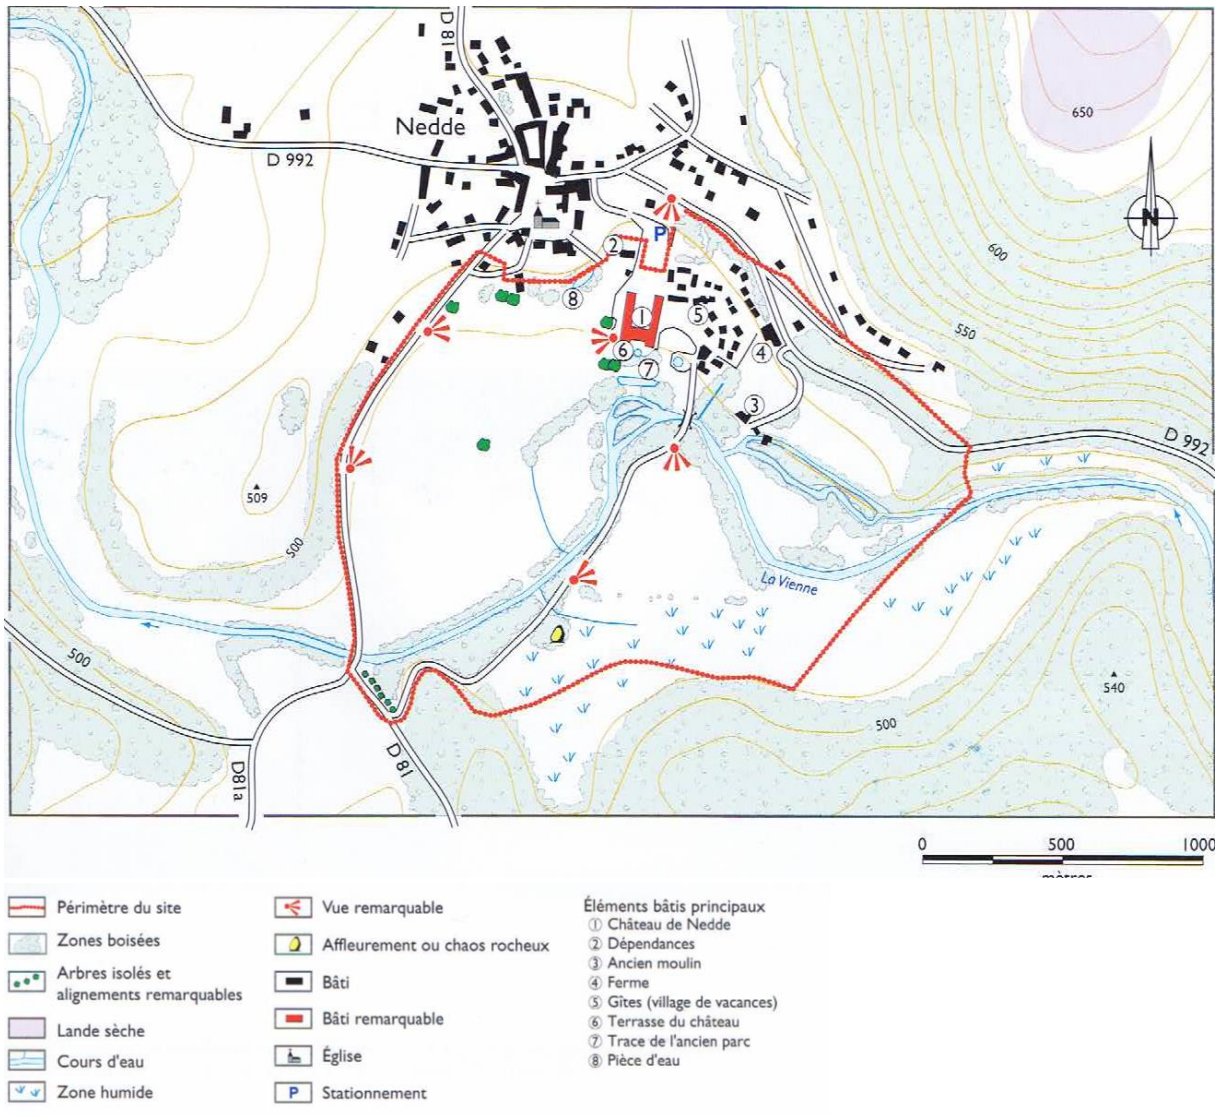 D 81
650
Nedde
D 992
N
600
P
②
⑧
①
⑤
550
⑥
④
⑦
③
D 992
509
500
La Vienne
500
540
500
D81a
D 81
0 500 1000
mètres
Périmètre du site
Zones boisées
Arbres isolés et
alignements remarquables
Lande sèche
Cours d'eau
Zone humide
Vue remarquable
Affleurement ou chaos rocheux
Bâti
Bâti remarquable
Église
P Stationnement
Éléments bâtis principaux
① Château de Nedde
② Dépendances
③ Ancien moulin
④ Ferme
⑤ Gîtes (village de vacances)
⑥ Terrasse du château
⑦ Trace de l'ancien parc
⑧ Pièce d'eau